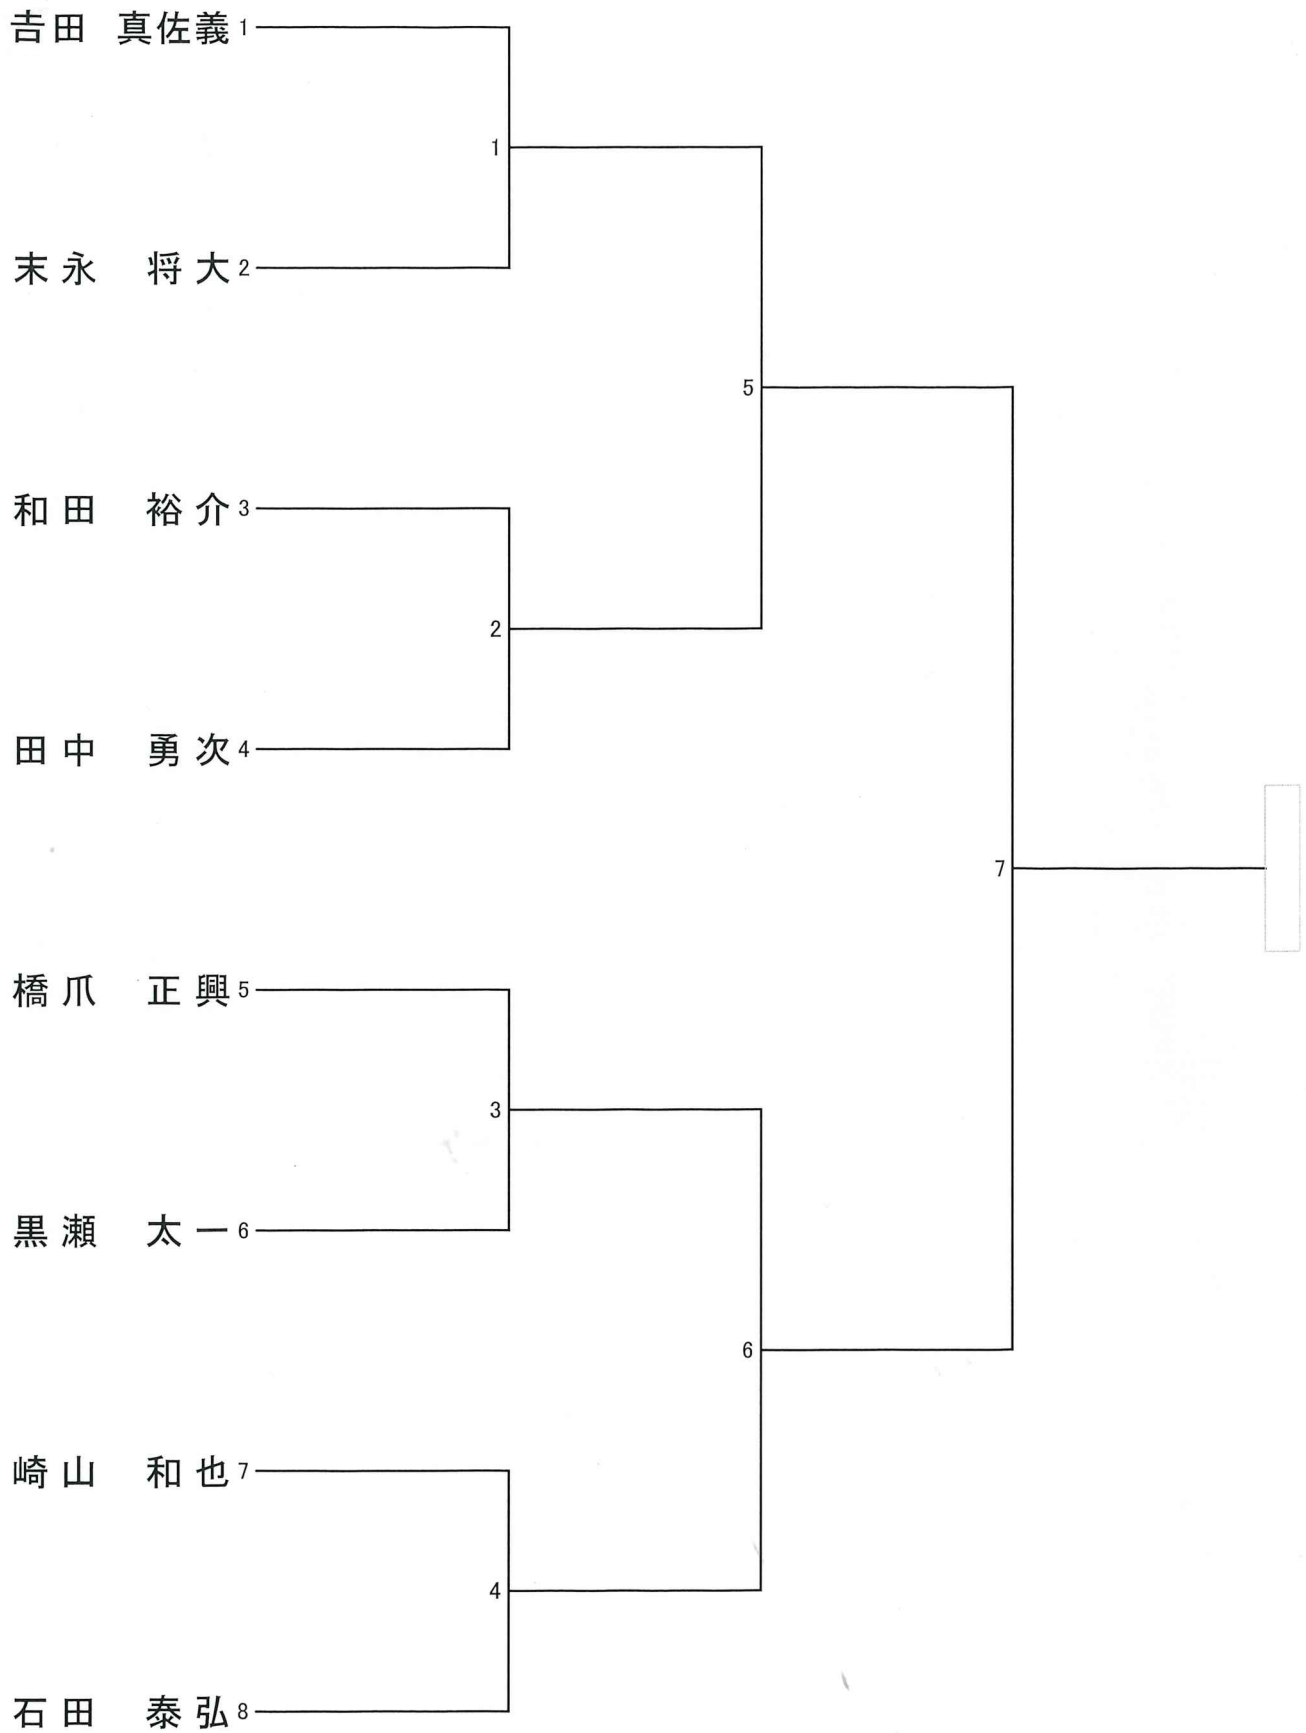 𠮷田 真佐義 1
1
末永 将大 2
5
和田 裕介 3
2
田中 勇次 4
7
橋爪 正興 5
3
黒瀬 太一 6
6
崎山 和也 7
4
石田 泰弘 8